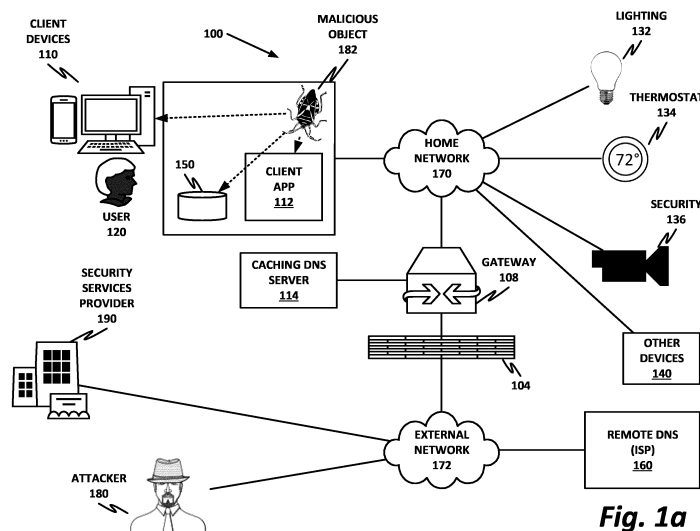 CLIENT
DEVICES
110
100
MALICIOUS
OBJECT
182
LIGHTING
132
THERMOSTAT
134
72°
HOME
NETWORK
170
150
CLIENT
APP
112
USER
120
SECURITY
136
CACHING DNS
SERVER
114
GATEWAY
108
SECURITY
SERVICES
PROVIDER
190
104
OTHER
DEVICES
140
EXTERNAL
NETWORK
172
REMOTE DNS
(ISP)
160
ATTACKER
180
Fig. 1a